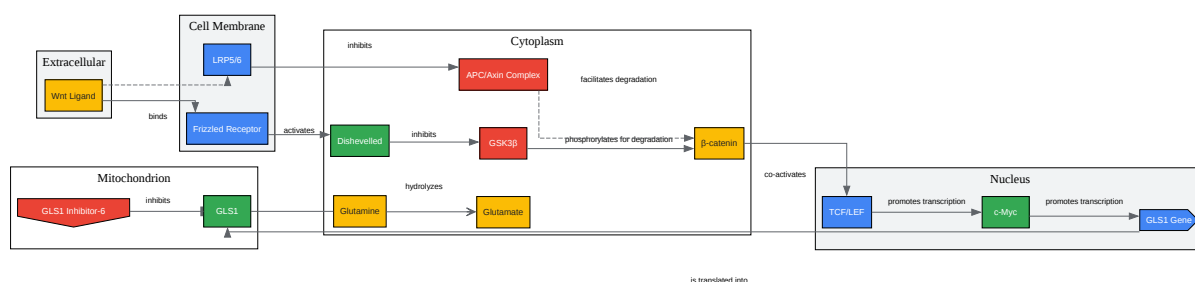 Cell Membrane
Extracellular
Wnt Ligand
LRP5/6
Frizzled Receptor
binds
activates
inhibits
Cytoplasm
APC/Axin Complex
facilitates degradation
Dishevelled
inhibits
GSK3β
phosphorylates for degradation
β-catenin
co-activates
Mitochondrion
GLS1 Inhibitor-6
inhibits
GLS1
Glutamine
hydrolyzes
Glutamate
Nucleus
TCF/LEF
promotes transcription
c-Myc
promotes transcription
GLS1 Gene
is translated into